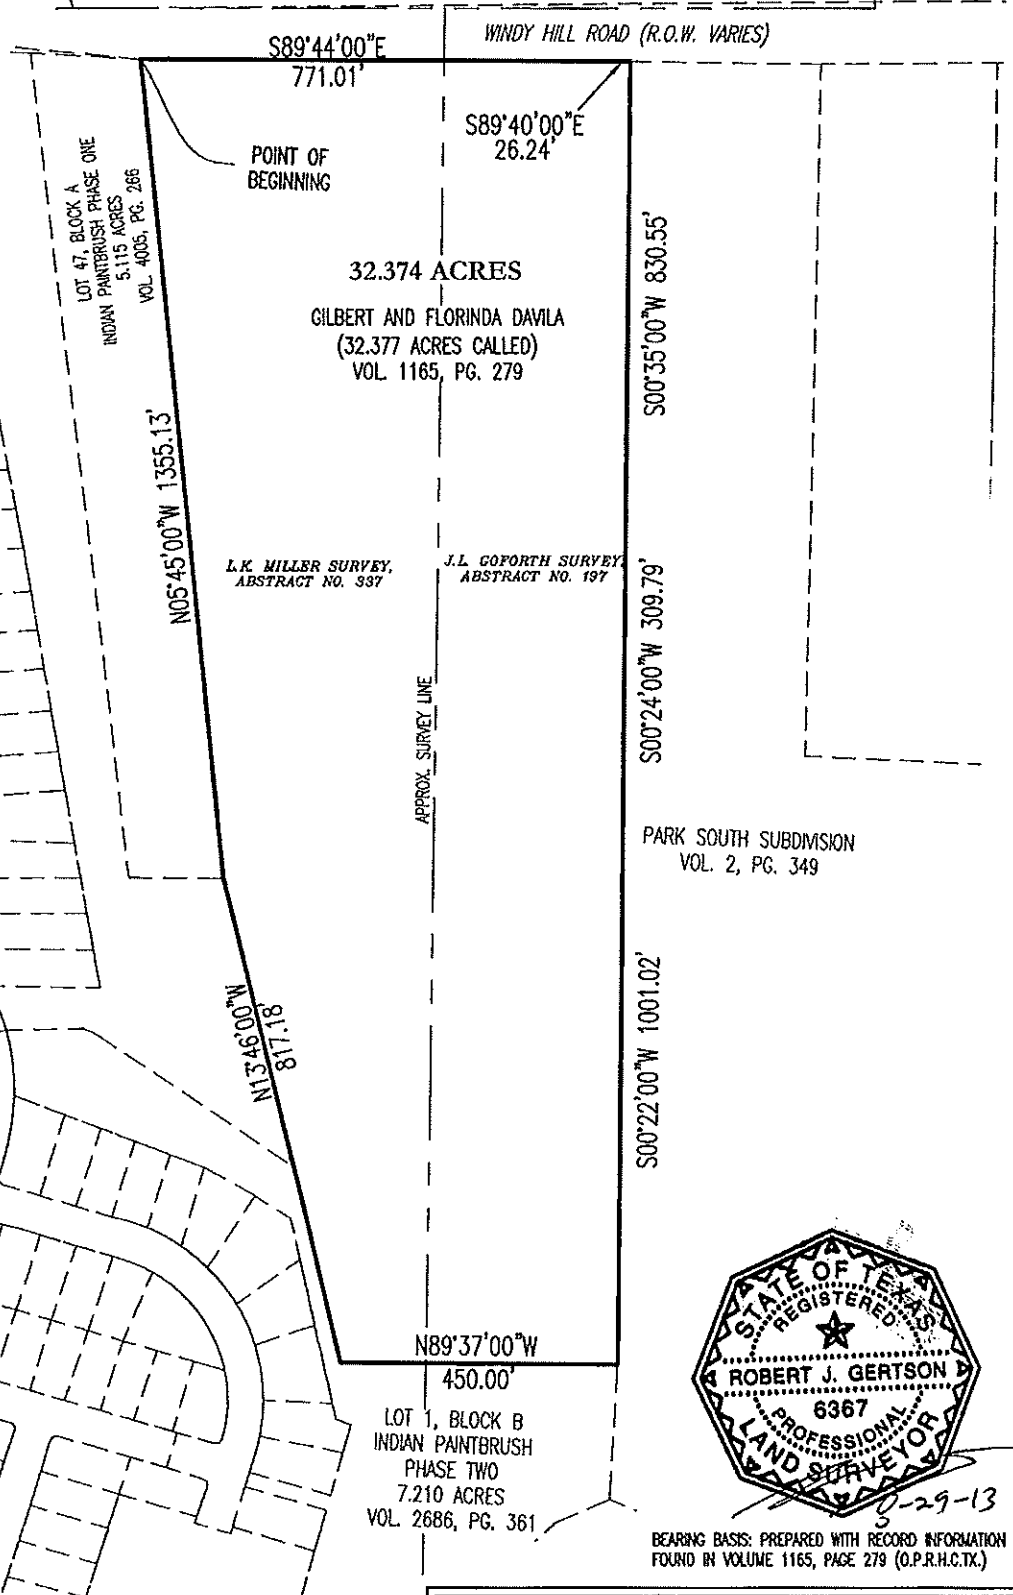 WINDY HILL ROAD (R.O.W. VARIES)
S89°44'00"E
771.01'
S89°40'00"E
26.24'
POINT OF
BEGINNING
LOT 47, BLOCK A
INDIAN PAINTBRUSH PHASE ONE
5.115 ACRES
VOL. 4005, PG. 266
32.374 ACRES
GILBERT AND FLORINDA DAVILA
(32.377 ACRES CALLED)
VOL. 1165, PG. 279
S00°35'00"W 830.55'
N05°45'00"W 1355.13'
L.K. MILLER SURVEY,
ABSTRACT NO. 337
J.L. GOFORTH SURVEY,
ABSTRACT NO. 197
S00°24'00"W 309.79'
APPROX. SURVEY LINE
PARK SOUTH SUBDIVISION
VOL. 2, PG. 349
N13°46'00"W
817.18'
S00°22'00"W 1001.02'
N89°37'00"W
450.00'
LOT 1, BLOCK B
INDIAN PAINTBRUSH
PHASE TWO
7.210 ACRES
VOL. 2686, PG. 361
STATE OF TEXAS
REGISTERED
ROBERT J. GERTSON
6367
PROFESSIONAL
LAND SURVEYOR
-29-13
BEARING BASIS: PREPARED WITH RECORD INFORMATION
FOUND IN VOLUME 1165, PAGE 279 (O.P.R.H.C.TX.)